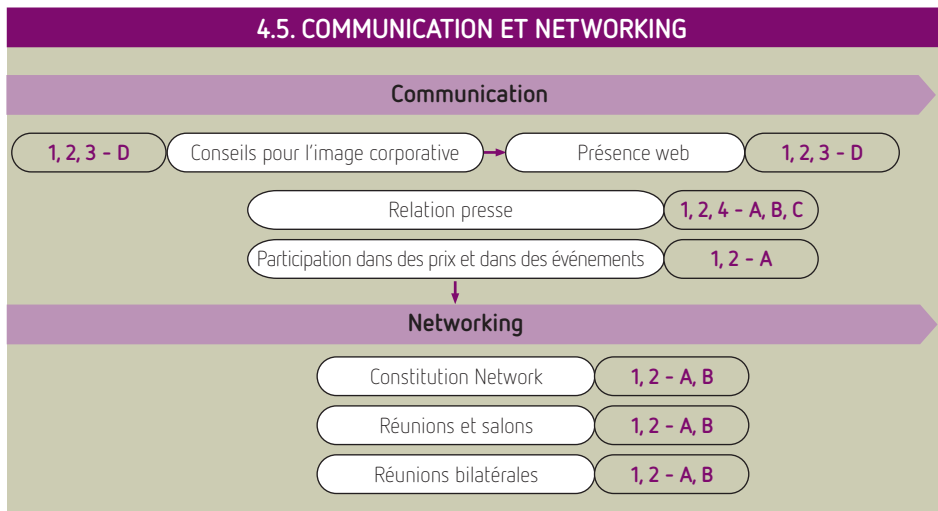 4.5. COMMUNICATION ET NETWORKING
Communication
1, 2, 3 - D Conseils pour l'image corporative Présence web 1, 2, 3 - D
Relation presse 1, 2, 4 - A, B, C
Participation dans des prix et dans des événements 1, 2 - A
Networking
Constitution Network 1, 2 - A, B
Réunions et salons 1, 2 - A, B
Réunions bilatérales 1, 2 - A, B